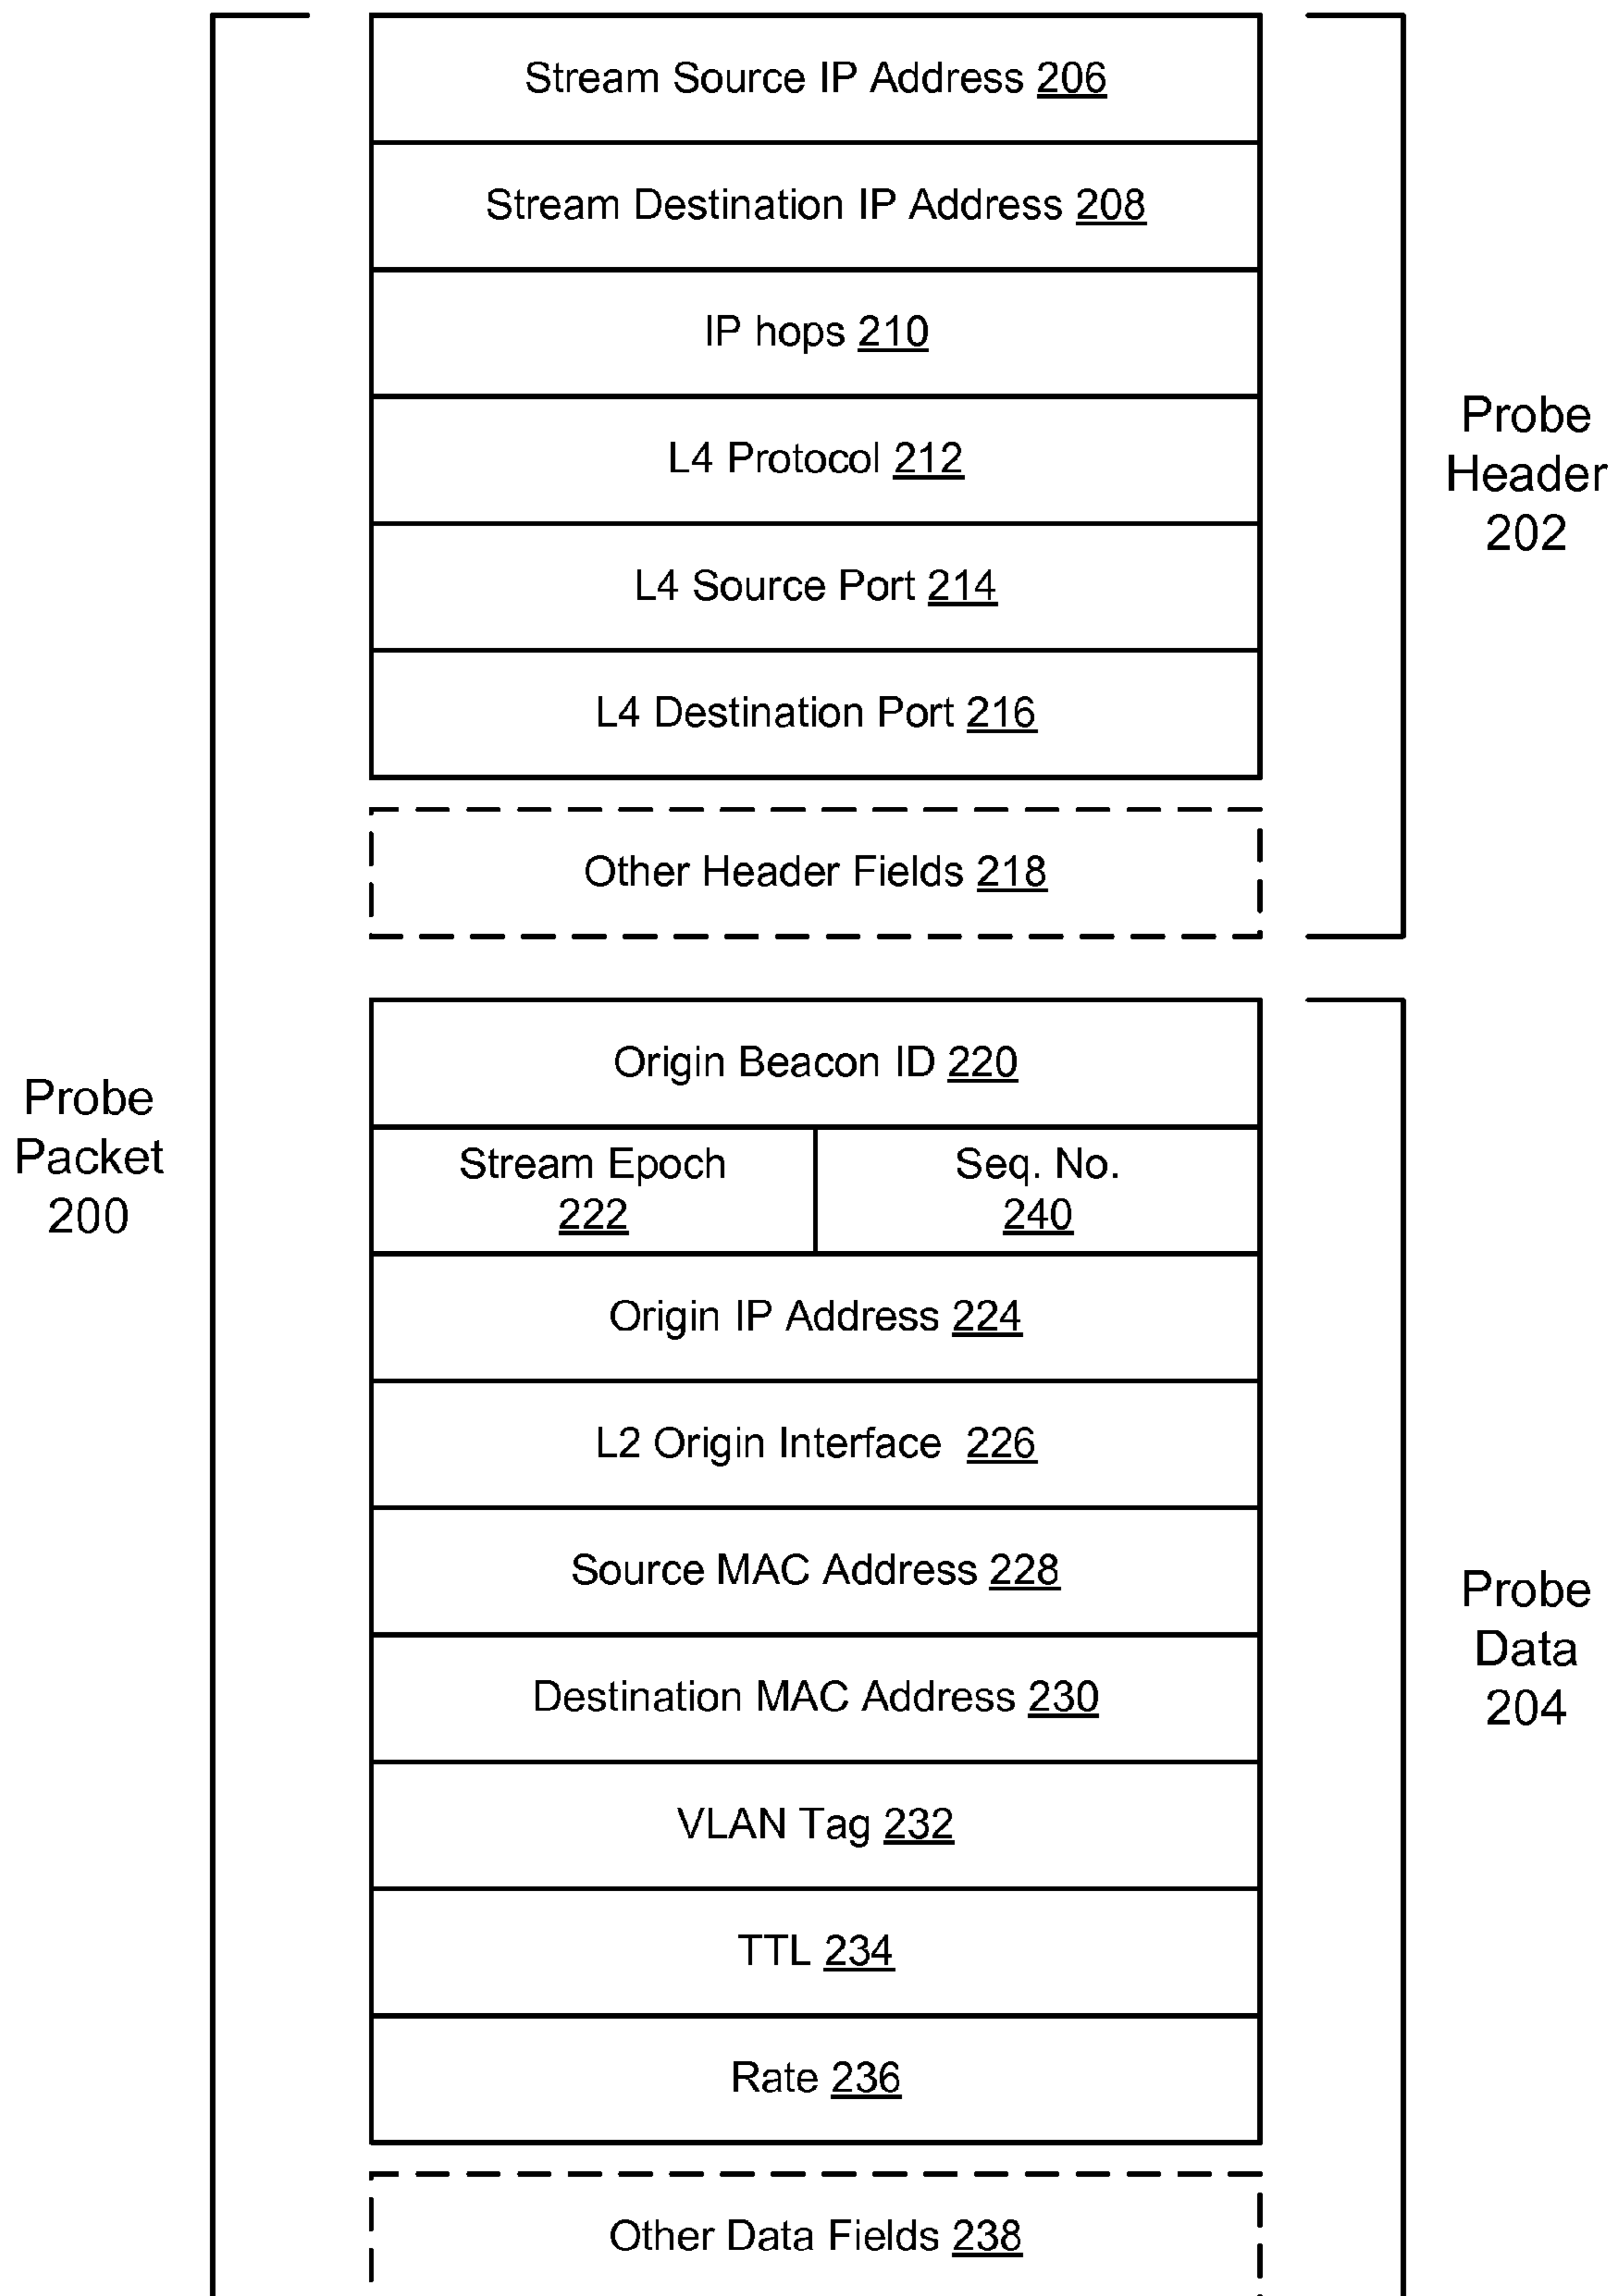 Stream Source IP Address 206
Stream Destination IP Address 208
IP hops 210
L4 Protocol 212
L4 Source Port 214
L4 Destination Port 216
Other Header Fields 218
Probe
Header
202
Origin Beacon ID 220
Stream Epoch
222
Seq. No.
240
Origin IP Address 224
L2 Origin Interface 226
Source MAC Address 228
Destination MAC Address 230
VLAN Tag 232
TTL 234
Rate 236
Other Data Fields 238
Probe
Data
204
Probe
Packet
200